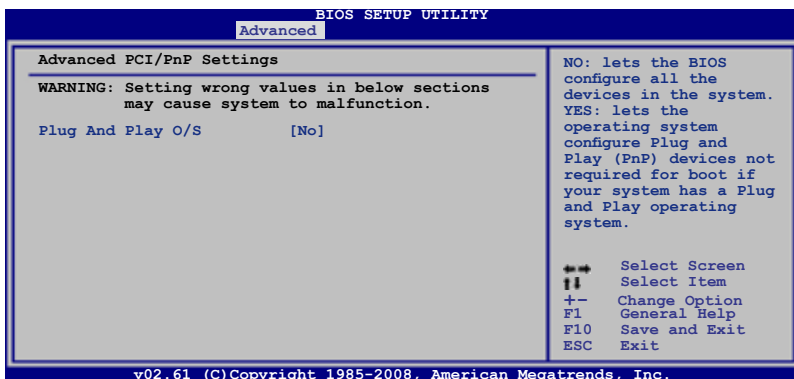 BIOS SETUP UTILITY
Advanced
Advanced PCI/PnP Settings
WARNING: Setting wrong values in below sections
may cause system to malfunction.
Plug And Play O/S [No]
NO: lets the BIOS
configure all the
devices in the system.
YES: lets the
operating system
configure Plug and
Play (PnP) devices not
required for boot if
your system has a Plug
and Play operating
system.
←→ Select Screen
↑↓ Select Item
+- Change Option
F1 General Help
F10 Save and Exit
ESC Exit
v02.61 (C)Copyright 1985-2008, American Megatrends, Inc.